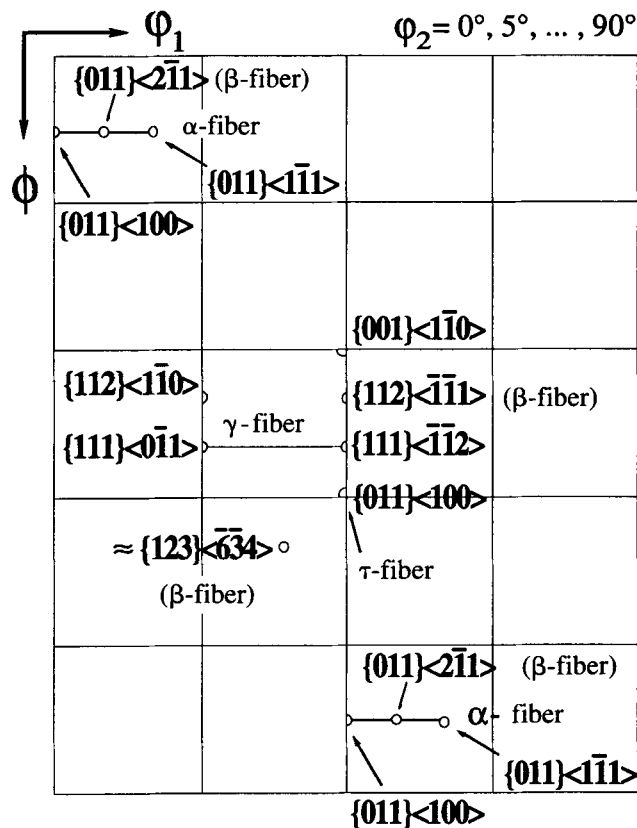 φ₁ φ₂ = 0°, 5°, ... , 90°
{011}<2̄11> (β-fiber)
α-fiber
ϕ
{011}<1̄11>
{011}<100>
{001}<11̄0>
{112}<11̄0> {112}<1̄1̄1> (β-fiber)
γ-fiber
{111}<01̄1> {111}<1̄1̄2>
{011}<100>
≈ {123}<6̄3̄4>
τ-fiber
(β-fiber)
{011}<21̄1> (β-fiber)
α- fiber
{011}<11̄1>
{011}<100>